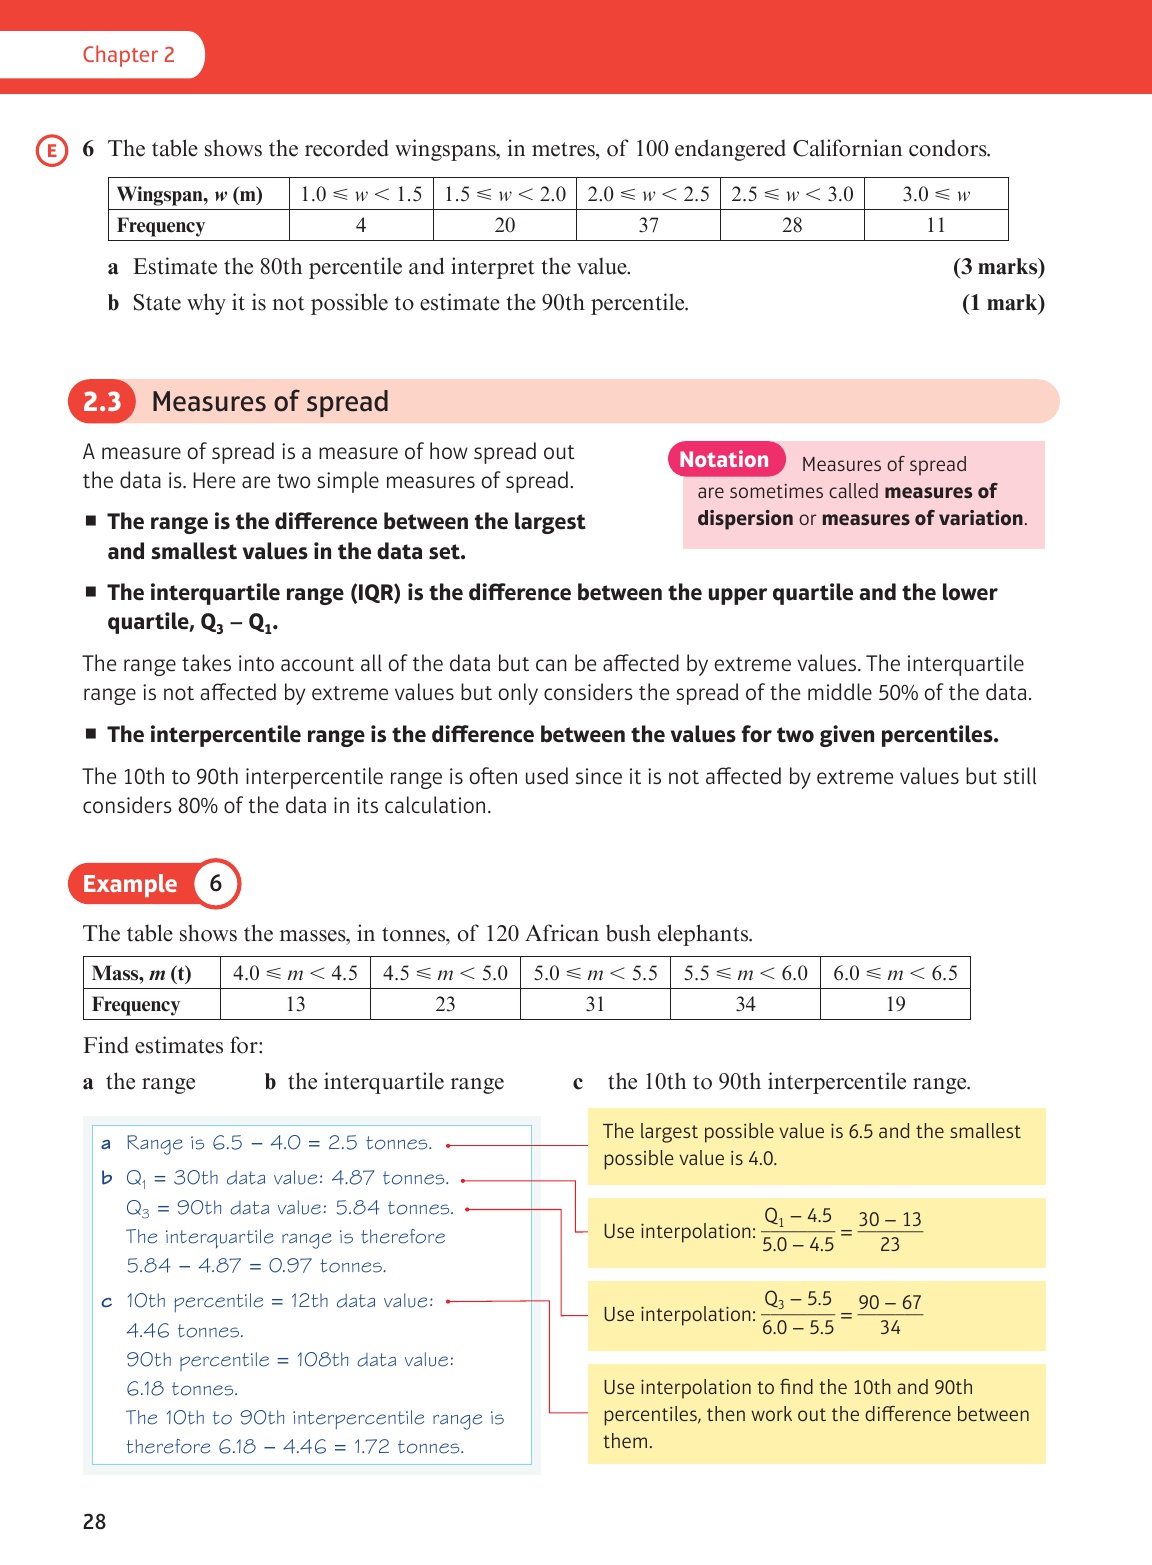 Chapter 2
E 6 The table shows the recorded wingspans, in metres, of 100 endangered Californian condors.
Wingspan, w (m) 1.0 ⩽ w < 1.5 1.5 ⩽ w < 2.0 2.0 ⩽ w < 2.5 2.5 ⩽ w < 3.0 3.0 ⩽ w
Frequency 4 20 37 28 11
a Estimate the 80th percentile and interpret the value. (3 marks)
b State why it is not possible to estimate the 90th percentile. (1 mark)
2.3 Measures of spread
A measure of spread is a measure of how spread out
the data is. Here are two simple measures of spread.
■ The range is the difference between the largest
and smallest values in the data set.
Notation Measures of spread
are sometimes called measures of
dispersion or measures of variation.
■ The interquartile range (IQR) is the difference between the upper quartile and the lower
quartile, Q₃ – Q₁.
The range takes into account all of the data but can be affected by extreme values. The interquartile
range is not affected by extreme values but only considers the spread of the middle 50% of the data.
■ The interpercentile range is the difference between the values for two given percentiles.
The 10th to 90th interpercentile range is often used since it is not affected by extreme values but still
considers 80% of the data in its calculation.
Example 6
The table shows the masses, in tonnes, of 120 African bush elephants.
Mass, m (t) 4.0 ⩽ m < 4.5 4.5 ⩽ m < 5.0 5.0 ⩽ m < 5.5 5.5 ⩽ m < 6.0 6.0 ⩽ m < 6.5
Frequency 13 23 31 34 19
Find estimates for:
a the range b the interquartile range c the 10th to 90th interpercentile range.
a Range is 6.5 – 4.0 = 2.5 tonnes.
b Q₁ = 30th data value: 4.87 tonnes.
Q₃ = 90th data value: 5.84 tonnes.
The interquartile range is therefore
5.84 – 4.87 = 0.97 tonnes.
c 10th percentile = 12th data value:
4.46 tonnes.
90th percentile = 108th data value:
6.18 tonnes.
The 10th to 90th interpercentile range is
therefore 6.18 – 4.46 = 1.72 tonnes.
The largest possible value is 6.5 and the smallest
possible value is 4.0.
Use interpolation: (Q₁ – 4.5)/(5.0 – 4.5) = (30 – 13)/23
Use interpolation: (Q₃ – 5.5)/(6.0 – 5.5) = (90 – 67)/34
Use interpolation to find the 10th and 90th
percentiles, then work out the difference between
them.
28